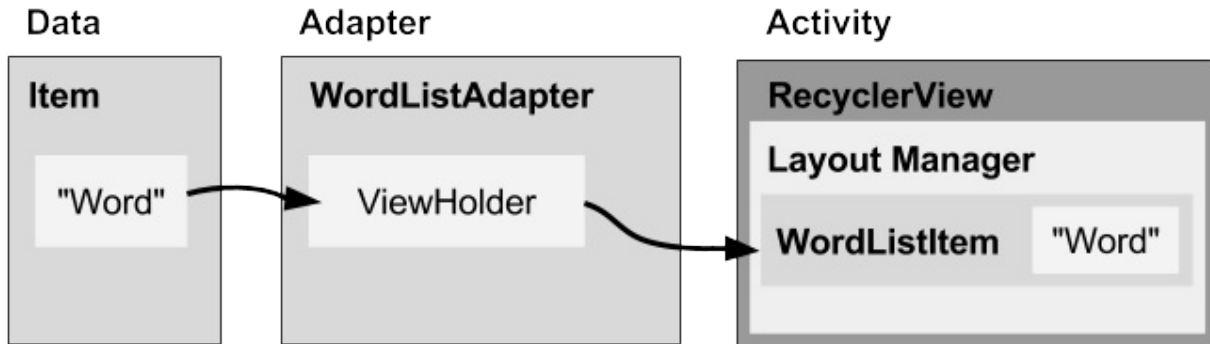 Data
Adapter
Activity
Item
WordListAdapter
RecyclerView
Layout Manager
"Word"
ViewHolder
WordListItem
"Word"